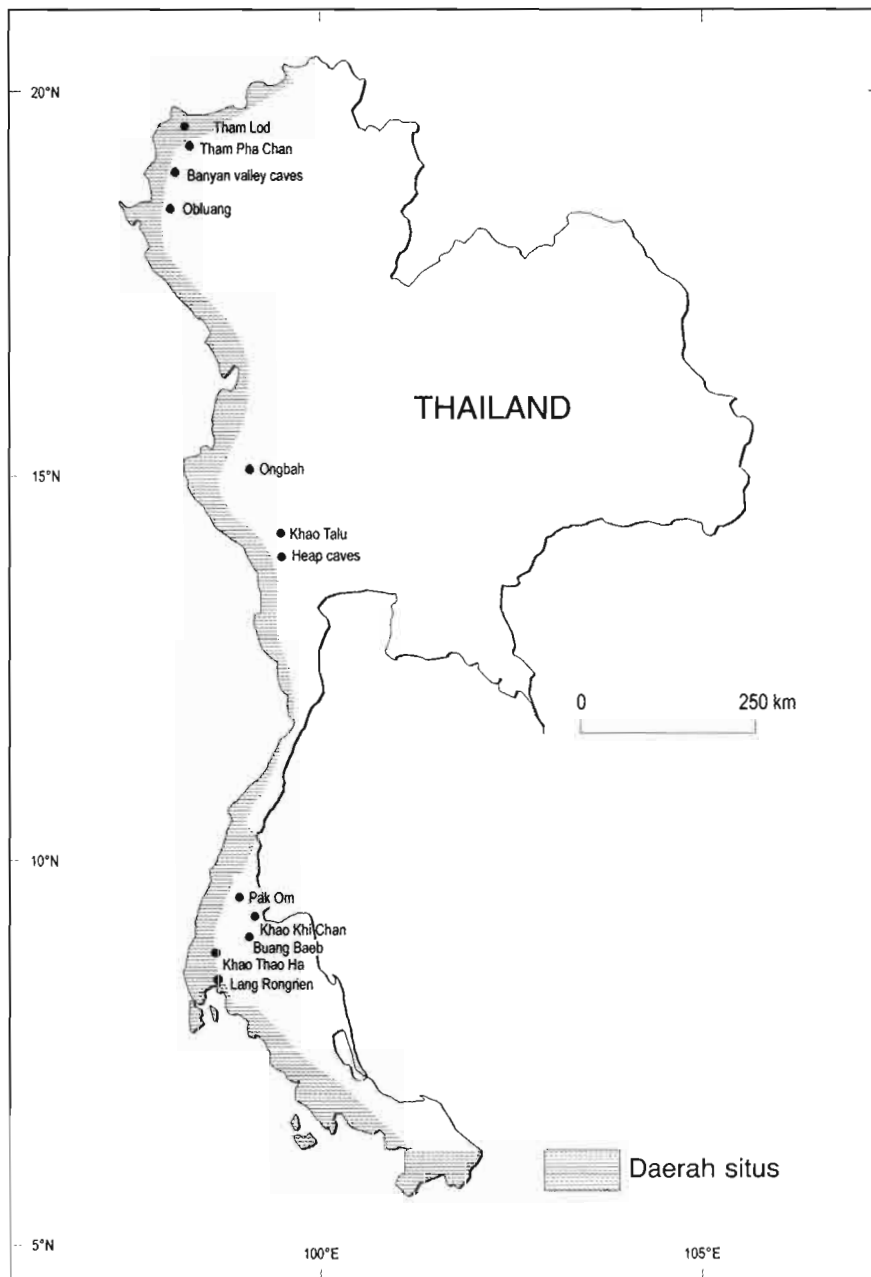 20°N
Tham Lod
Tham Pha Chan
Banyan valley caves
Obluang
THAILAND
15°N
Ongbah
Khao Talu
Heap caves
0 250 km
10°N
Pak Om
Khao Khi Chan
Buang Baeb
Khao Thao Ha
Lang Rongrien
Daerah situs
5°N
100°E 105°E